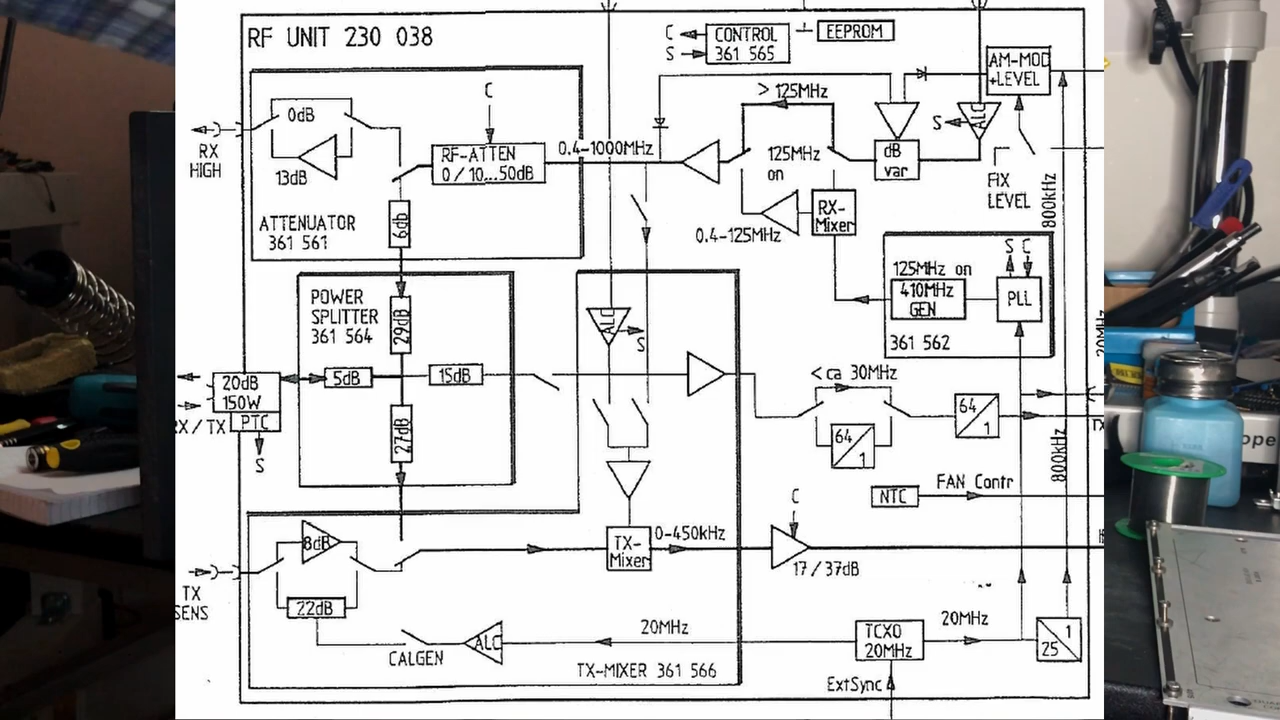 RF UNIT 230 038
C
S
CONTROL
361 565
EEPROM
AM-MOD
+LEVEL
C
0dB
13dB
RX
HIGH
RF-ATTEN
0/10...50dB
0.4-1000MHz
> 125MHz
125MHz
on
S
ALC
dB
var
FIX
LEVEL
800kHz
ATTENUATOR
361 561
6db
0.4-125MHz
RX-
Mixer
125MHz on
410MHz
GEN
S C
PLL
361 562
20MHz
POWER
SPLITTER
361 564
29dB
ALC
S
5dB
15dB
27dB
20dB
150W
PTC
S
RX/TX
< ca 30MHz
64
1
64
1
TX
800kHz
ope
NTC
FAN Contr
8dB
22dB
TX
SENS
TX-
Mixer
0-450kHz
C
17/37dB
CALGEN
ALC
20MHz
TX-MIXER 361 566
TCXO
20MHz
20MHz
1
25
ExtSync